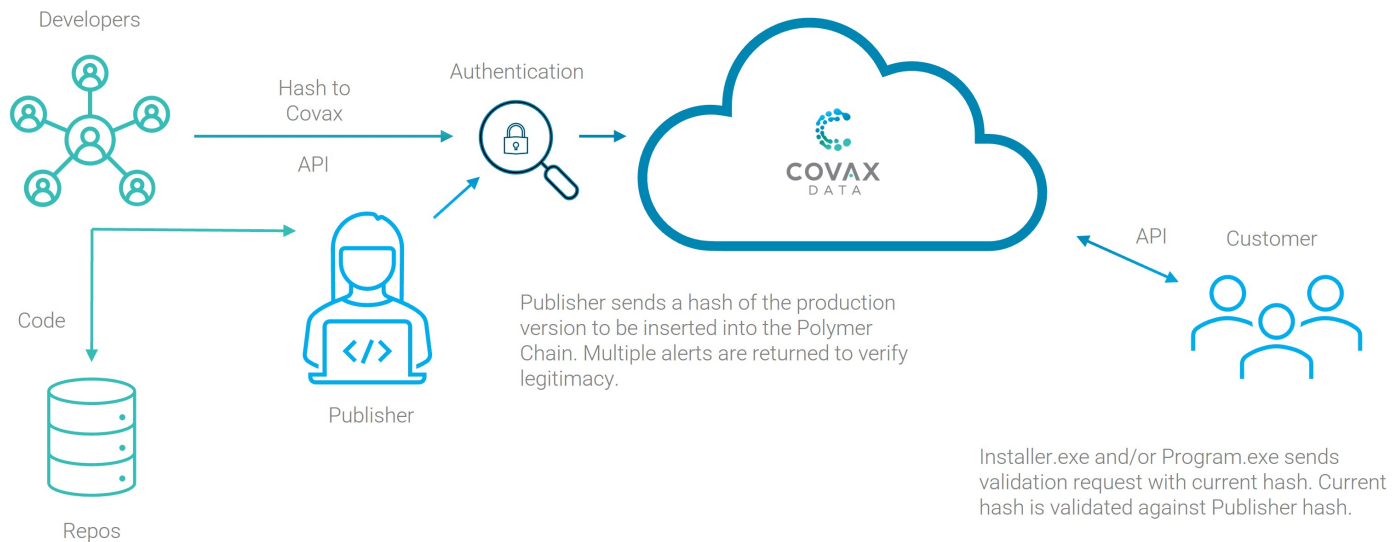 Developers
Hash to
Covax
API
Authentication
COVAX
DATA
API
Customer
Code
Publisher
Repos
Publisher sends a hash of the production
version to be inserted into the Polymer
Chain. Multiple alerts are returned to verify
legitimacy.
Installer.exe and/or Program.exe sends
validation request with current hash. Current
hash is validated against Publisher hash.